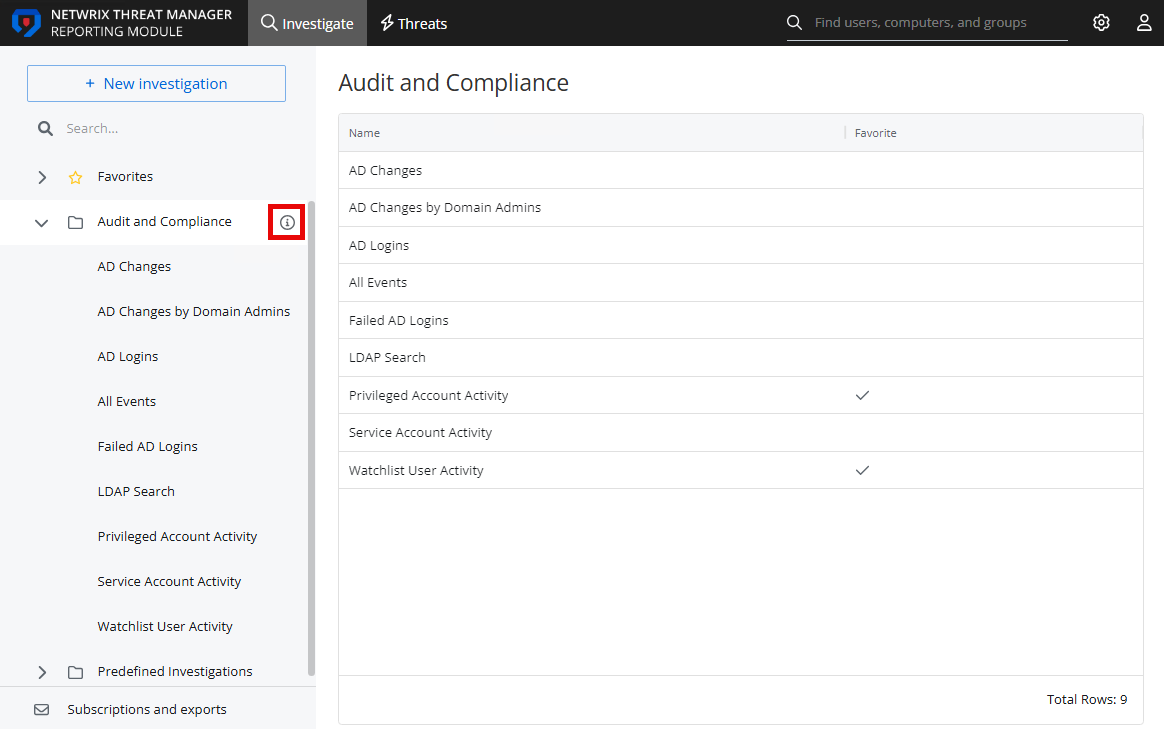 NETWRIX THREAT MANAGER
REPORTING MODULE
Investigate
Threats
Find users, computers, and groups
+ New investigation
Search...
Favorites
Audit and Compliance
AD Changes
AD Changes by Domain Admins
AD Logins
All Events
Failed AD Logins
LDAP Search
Privileged Account Activity
Service Account Activity
Watchlist User Activity
Predefined Investigations
Subscriptions and exports
Audit and Compliance
Name Favorite
AD Changes
AD Changes by Domain Admins
AD Logins
All Events
Failed AD Logins
LDAP Search
Privileged Account Activity
Service Account Activity
Watchlist User Activity
Total Rows: 9